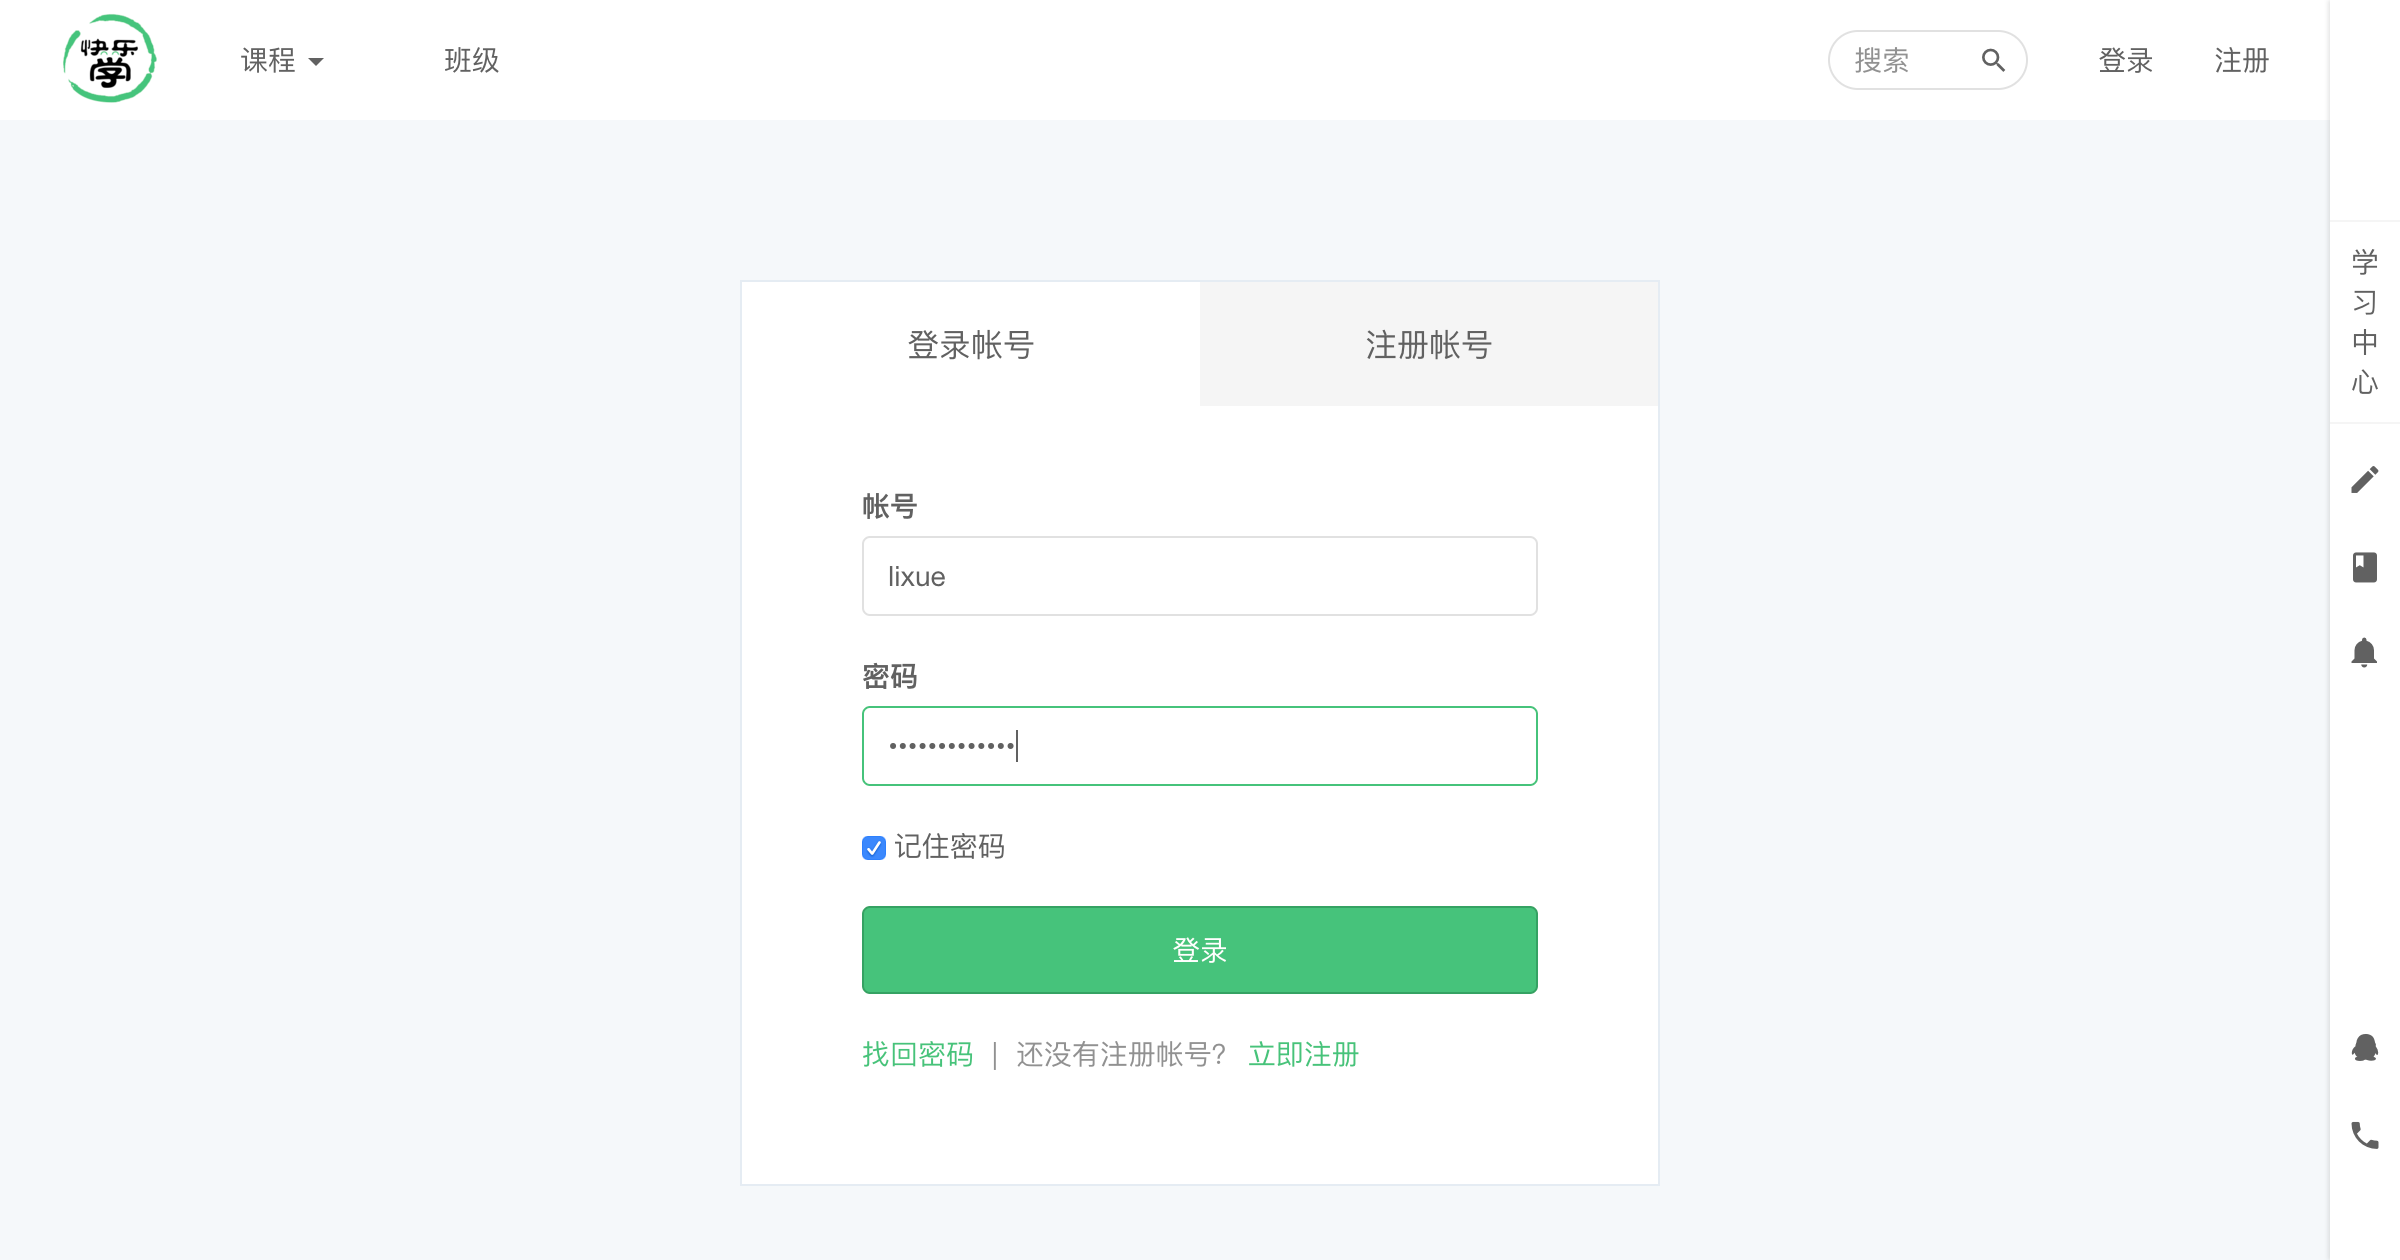 快乐
学
课程
班级
搜索
登录
注册
登录帐号
注册帐号
帐号
lixue
密码
•••••••••••••
记住密码
登录
找回密码 | 还没有注册帐号? 立即注册
学
习
中
心